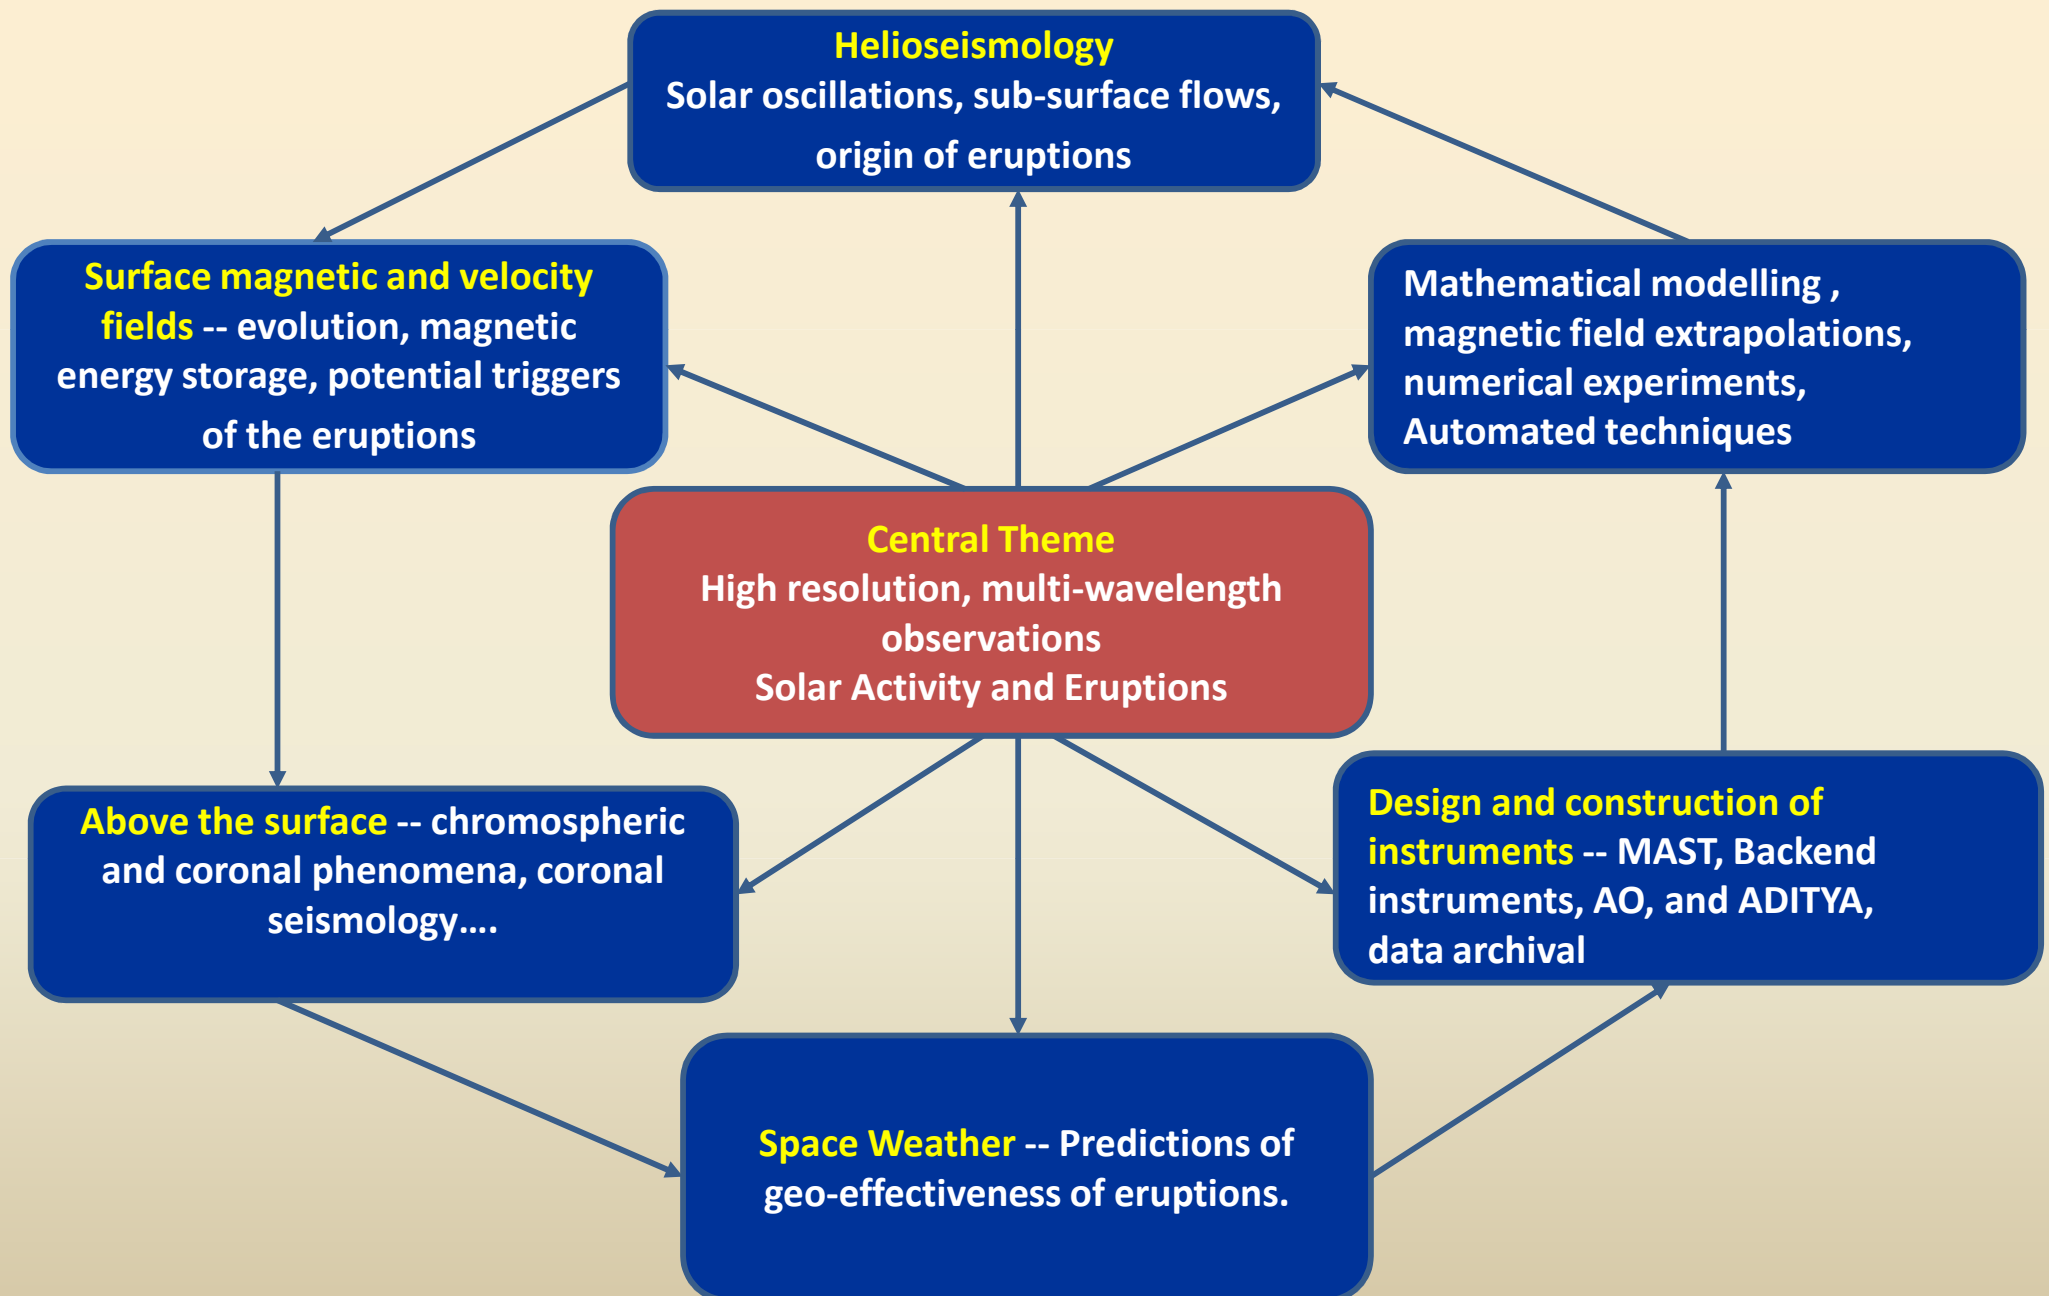 Helioseismology
Solar oscillations, sub-surface flows,
origin of eruptions
Surface magnetic and velocity
fields -- evolution, magnetic
energy storage, potential triggers
of the eruptions
Mathematical modelling ,
magnetic field extrapolations,
numerical experiments,
Automated techniques
Central Theme
High resolution, multi-wavelength
observations
Solar Activity and Eruptions
Above the surface -- chromospheric
and coronal phenomena, coronal
seismology....
Design and construction of
instruments -- MAST, Backend
instruments, AO, and ADITYA,
data archival
Space Weather -- Predictions of
geo-effectiveness of eruptions.